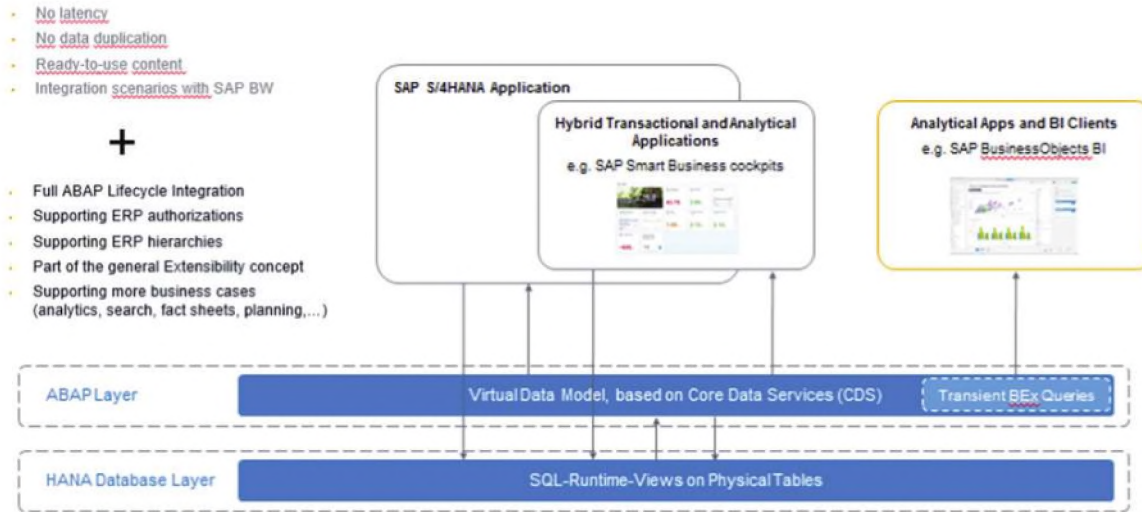 No latency
No data duplication
Ready-to-use content
Integration scenarios with SAP BW
+
Full ABAP Lifecycle Integration
Supporting ERP authorizations
Supporting ERP hierarchies
Part of the general Extensibility concept
Supporting more business cases
(analytics, search, fact sheets, planning,…)
SAP S/4HANA Application
Hybrid Transactional and Analytical
Applications
e.g. SAP Smart Business cockpits
Analytical Apps and BI Clients
e.g. SAP BusinessObjects BI
ABAP Layer
Virtual Data Model, based on Core Data Services (CDS)
Transient BEx Queries
HANA Database Layer
SQL-Runtime-Views on Physical Tables